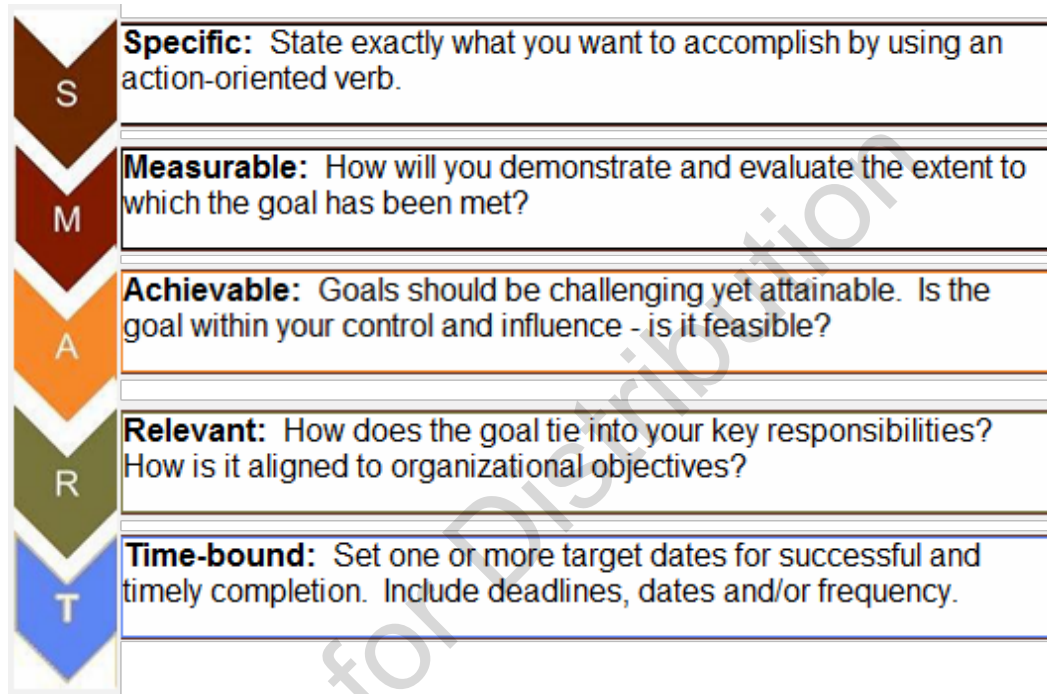 S
Specific:  State exactly what you want to accomplish by using an
action-oriented verb.
M
Measurable:  How will you demonstrate and evaluate the extent to
which the goal has been met?
A
Achievable:  Goals should be challenging yet attainable.  Is the
goal within your control and influence - is it feasible?
R
Relevant:  How does the goal tie into your key responsibilities?
How is it aligned to organizational objectives?
T
Time-bound:  Set one or more target dates for successful and
timely completion.  Include deadlines, dates and/or frequency.
for Distribution